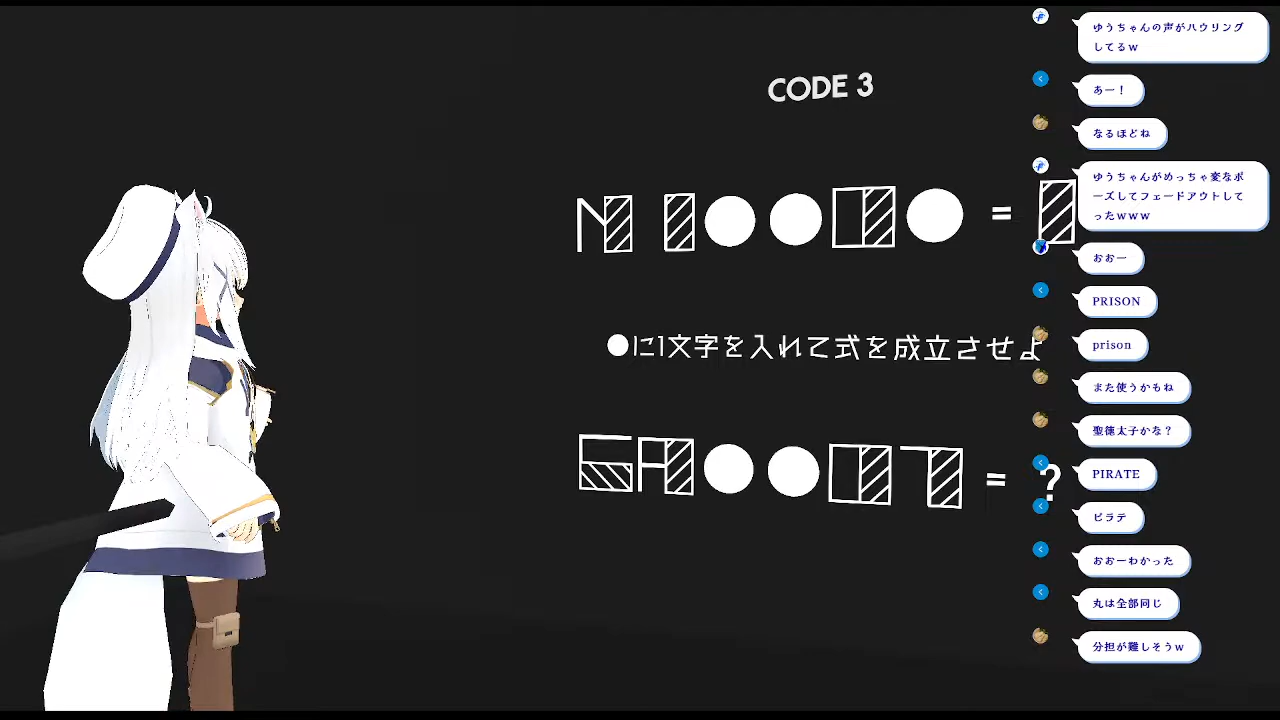 CODE 3
=
●に1文字を入れて式を成立させよ
= ?
ゆうちゃんの声がハウリング
してるw
あー！
なるほどね
ゆうちゃんがめっちゃ変なポ
ーズしてフェードアウトして
ったwww
おおー
PRISON
prison
また使うかもね
聖徳太子かな？
PIRATE
ピラテ
おおーわかった
丸は全部同じ
分担が難しそうw